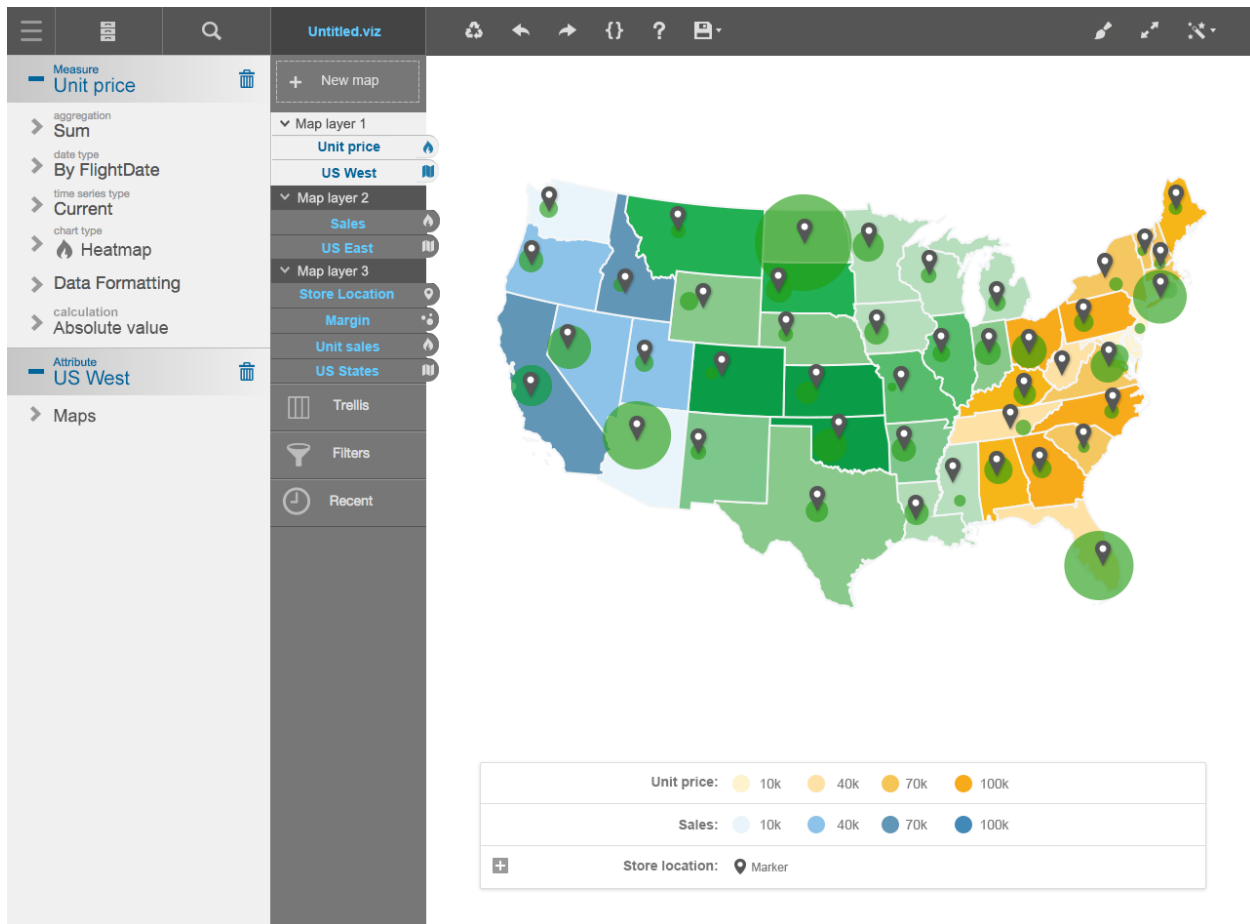 Untitled.viz
{}
?
Measure
Unit price
aggregation
Sum
date type
By FlightDate
time series type
Current
chart type
Heatmap
Data Formatting
calculation
Absolute value
Attribute
US West
Maps
+ New map
Map layer 1
Unit price
US West
Map layer 2
Sales
US East
Map layer 3
Store Location
Margin
Unit sales
US States
Trellis
Filters
Recent
Unit price: 10k 40k 70k 100k
Sales: 10k 40k 70k 100k
Store location: Marker